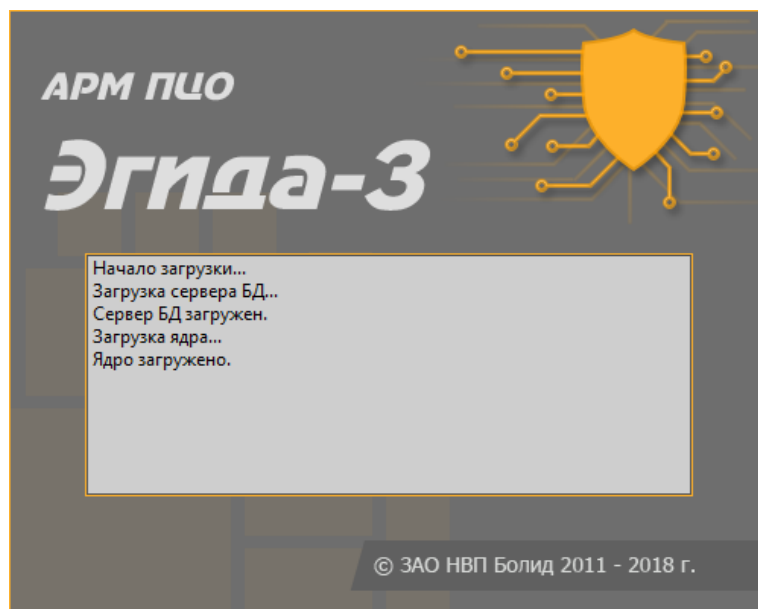 АРМ ПЦО
Эгида-3
Начало загрузки...
Загрузка сервера БД...
Сервер БД загружен.
Загрузка ядра...
Ядро загружено.
© ЗАО НВП Болид 2011 - 2018 г.